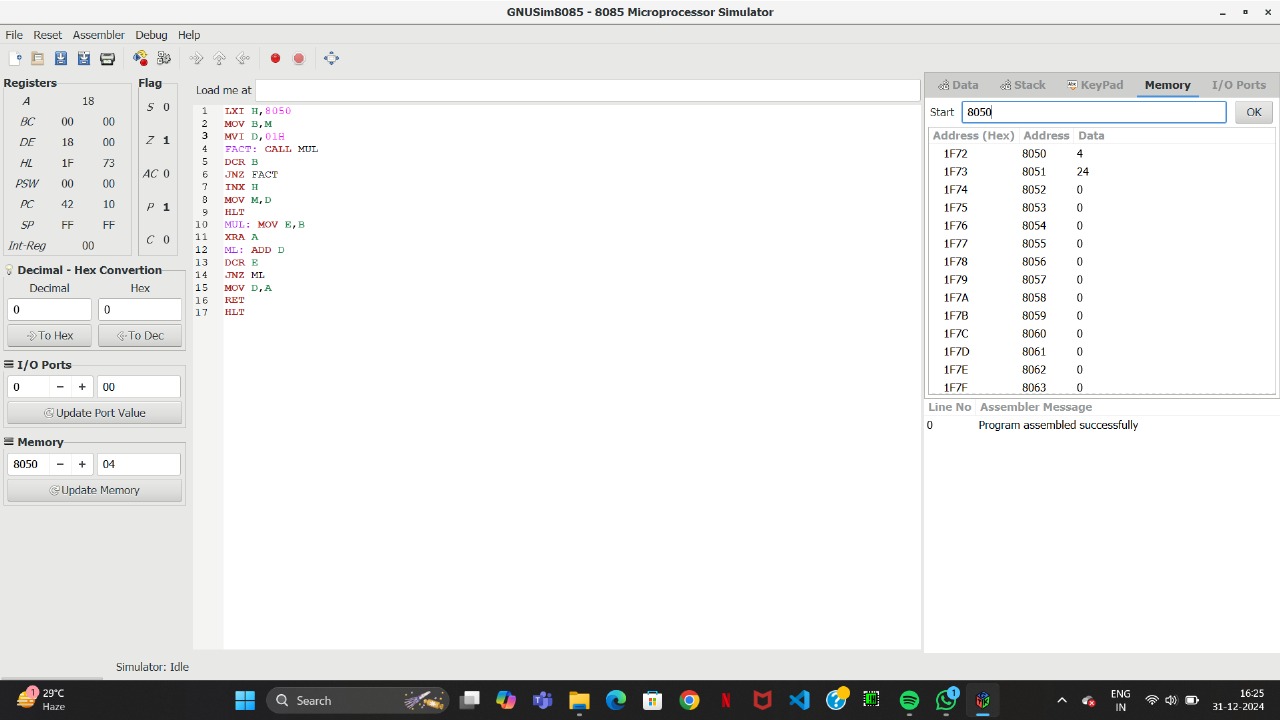 GNUSim8085 - 8085 Microprocessor Simulator
File Reset Assembler Debug Help
Registers
A 18
BC 00 00
DE 18 00
HL 1F 73
PSW 00 00
PC 42 10
SP FF FF
Int-Reg 00
Flag
S 0
Z 1
AC 0
P 1
C 0
Decimal - Hex Convertion
Decimal Hex
0 0
To Hex To Dec
I/O Ports
0 − + 00
Update Port Value
Memory
8050 − + 04
Update Memory
Load me at
1 LXI H,8050
2 MOV B,M
3 MVI D,01H
4 FACT: CALL MUL
5 DCR B
6 JNZ FACT
7 INX H
8 MOV M,D
9 HLT
10 MUL: MOV E,B
11 XRA A
12 ML: ADD D
13 DCR E
14 JNZ ML
15 MOV D,A
16 RET
17 HLT
Data Stack KeyPad Memory I/O Ports
Start 8050 OK
Address (Hex) Address Data
1F72 8050 4
1F73 8051 24
1F74 8052 0
1F75 8053 0
1F76 8054 0
1F77 8055 0
1F78 8056 0
1F79 8057 0
1F7A 8058 0
1F7B 8059 0
1F7C 8060 0
1F7D 8061 0
1F7E 8062 0
1F7F 8063 0
Line No Assembler Message
0 Program assembled successfully
Simulator: Idle
1
29°C
Haze
Search
1
ENG
IN
16:25
31-12-2024